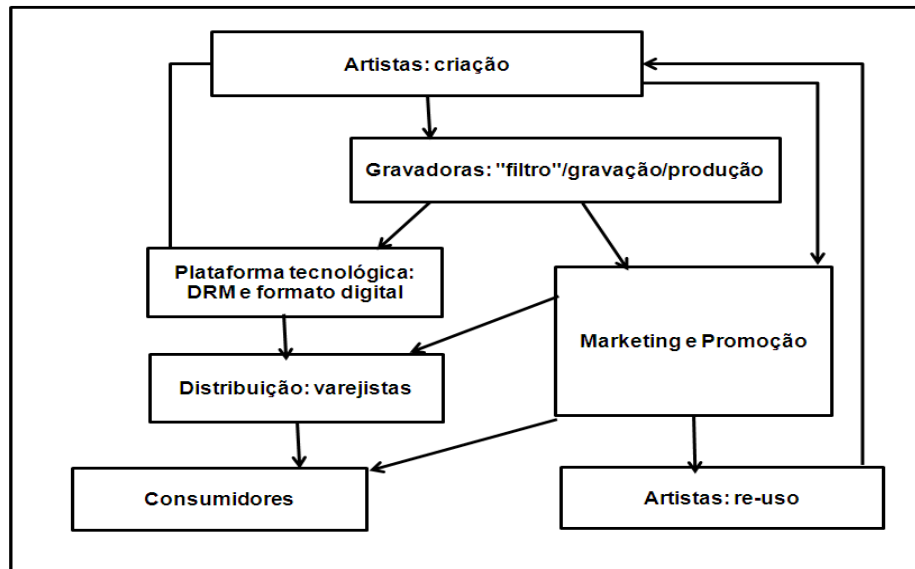 Artistas: criação
Gravadoras: "filtro"/gravação/produção
Plataforma tecnológica:
DRM e formato digital
Marketing e Promoção
Distribuição: varejistas
Consumidores
Artistas: re-uso